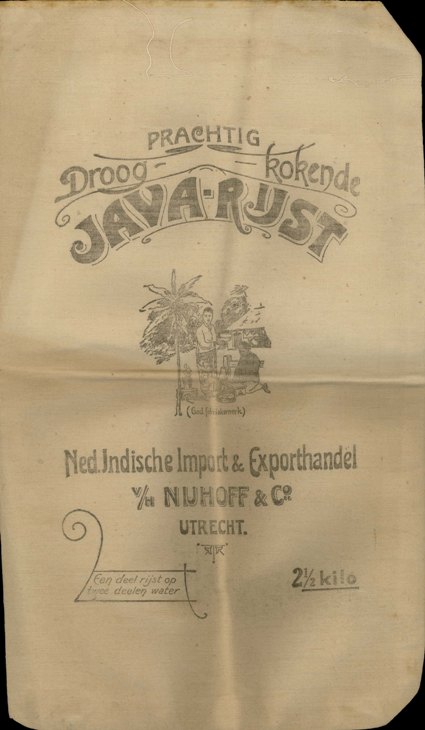 PRACHTIG
Droog - - kokende
JAVA-RIJST
(Ged. fabrieksmerk)
Ned. Indische Import & Exporthandel
v/h NIJHOFF & Co.
UTRECHT.
Een deel rijst op
twee deelen water
2½ kilo